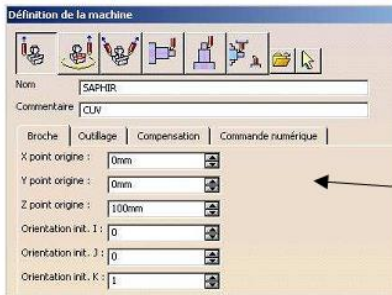 Définition de la machine
Nom SAPHIR
Commentaire CUV
Broche Outillage Compensation Commande numérique
X point origine : 0mm
Y point origine : 0mm
Z point origine : 100mm
Orientation init. I : 0
Orientation init. J : 0
Orientation init. K : 1